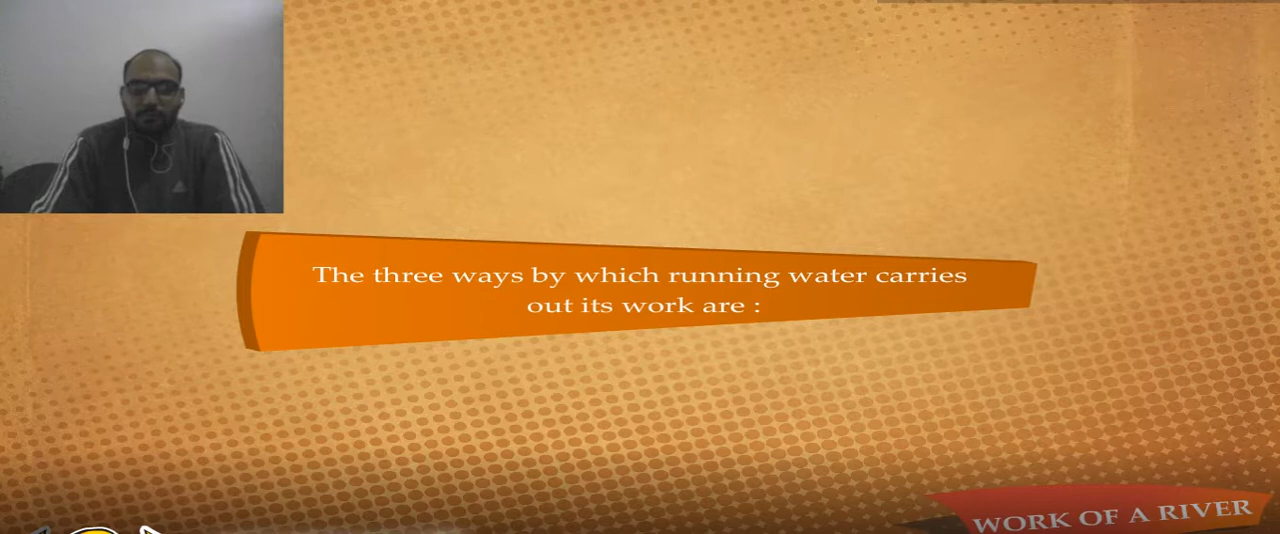 The three ways by which running water carries
out its work are :
WORK OF A RIVER